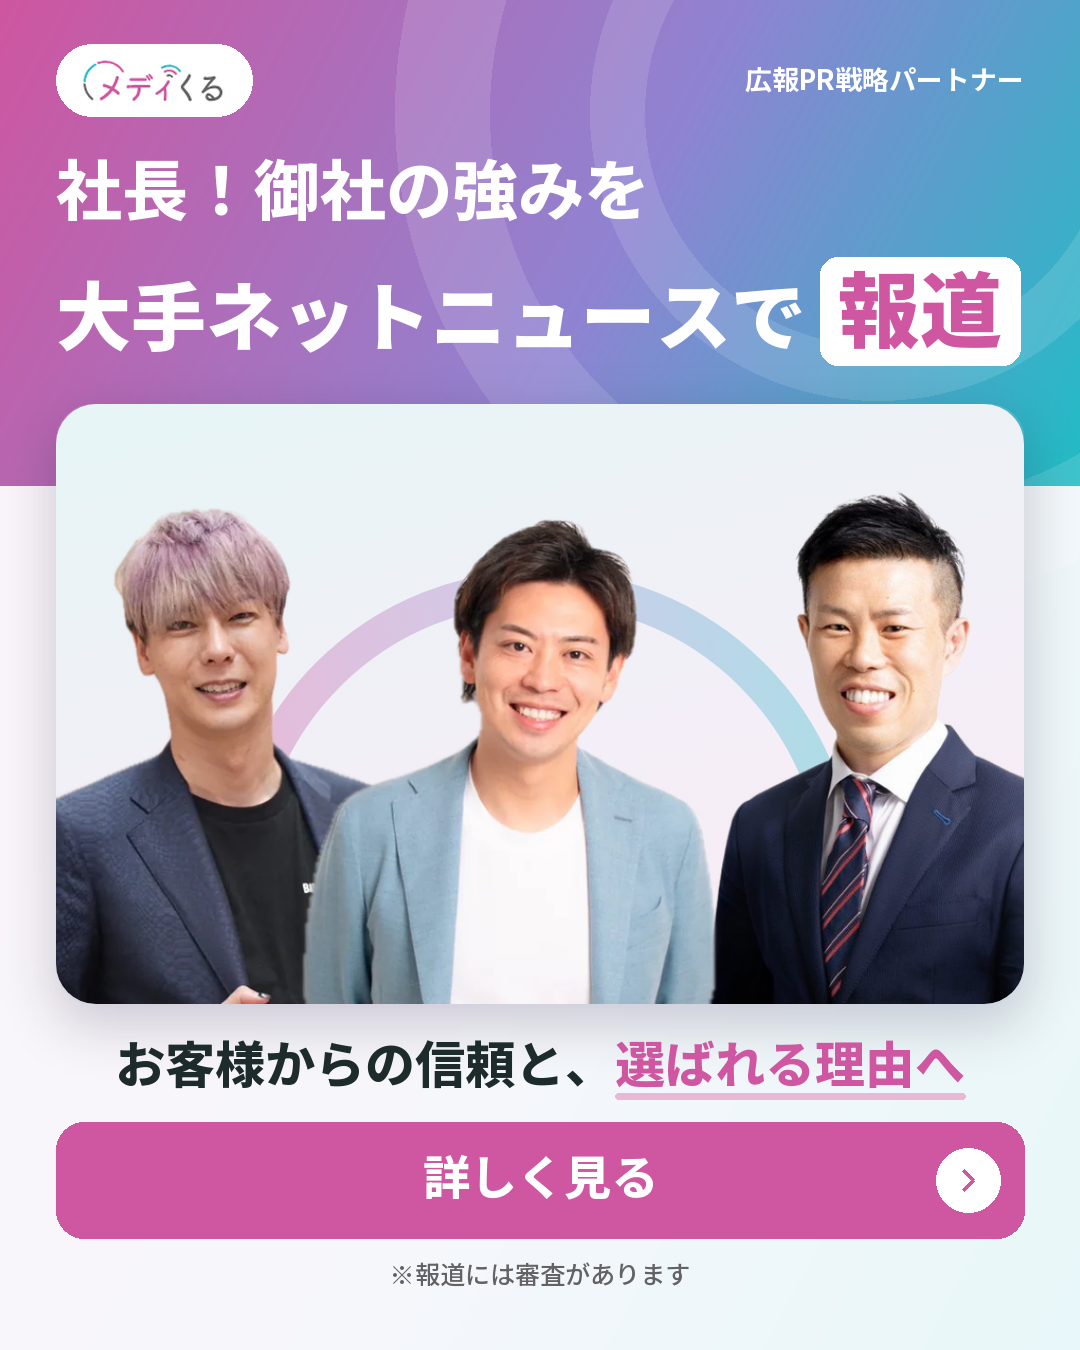 メディくる
広報PR戦略パートナー
社長！御社の強みを
大手ネットニュースで 報道
お客様からの信頼と、選ばれる理由へ
詳しく見る
※報道には審査があります